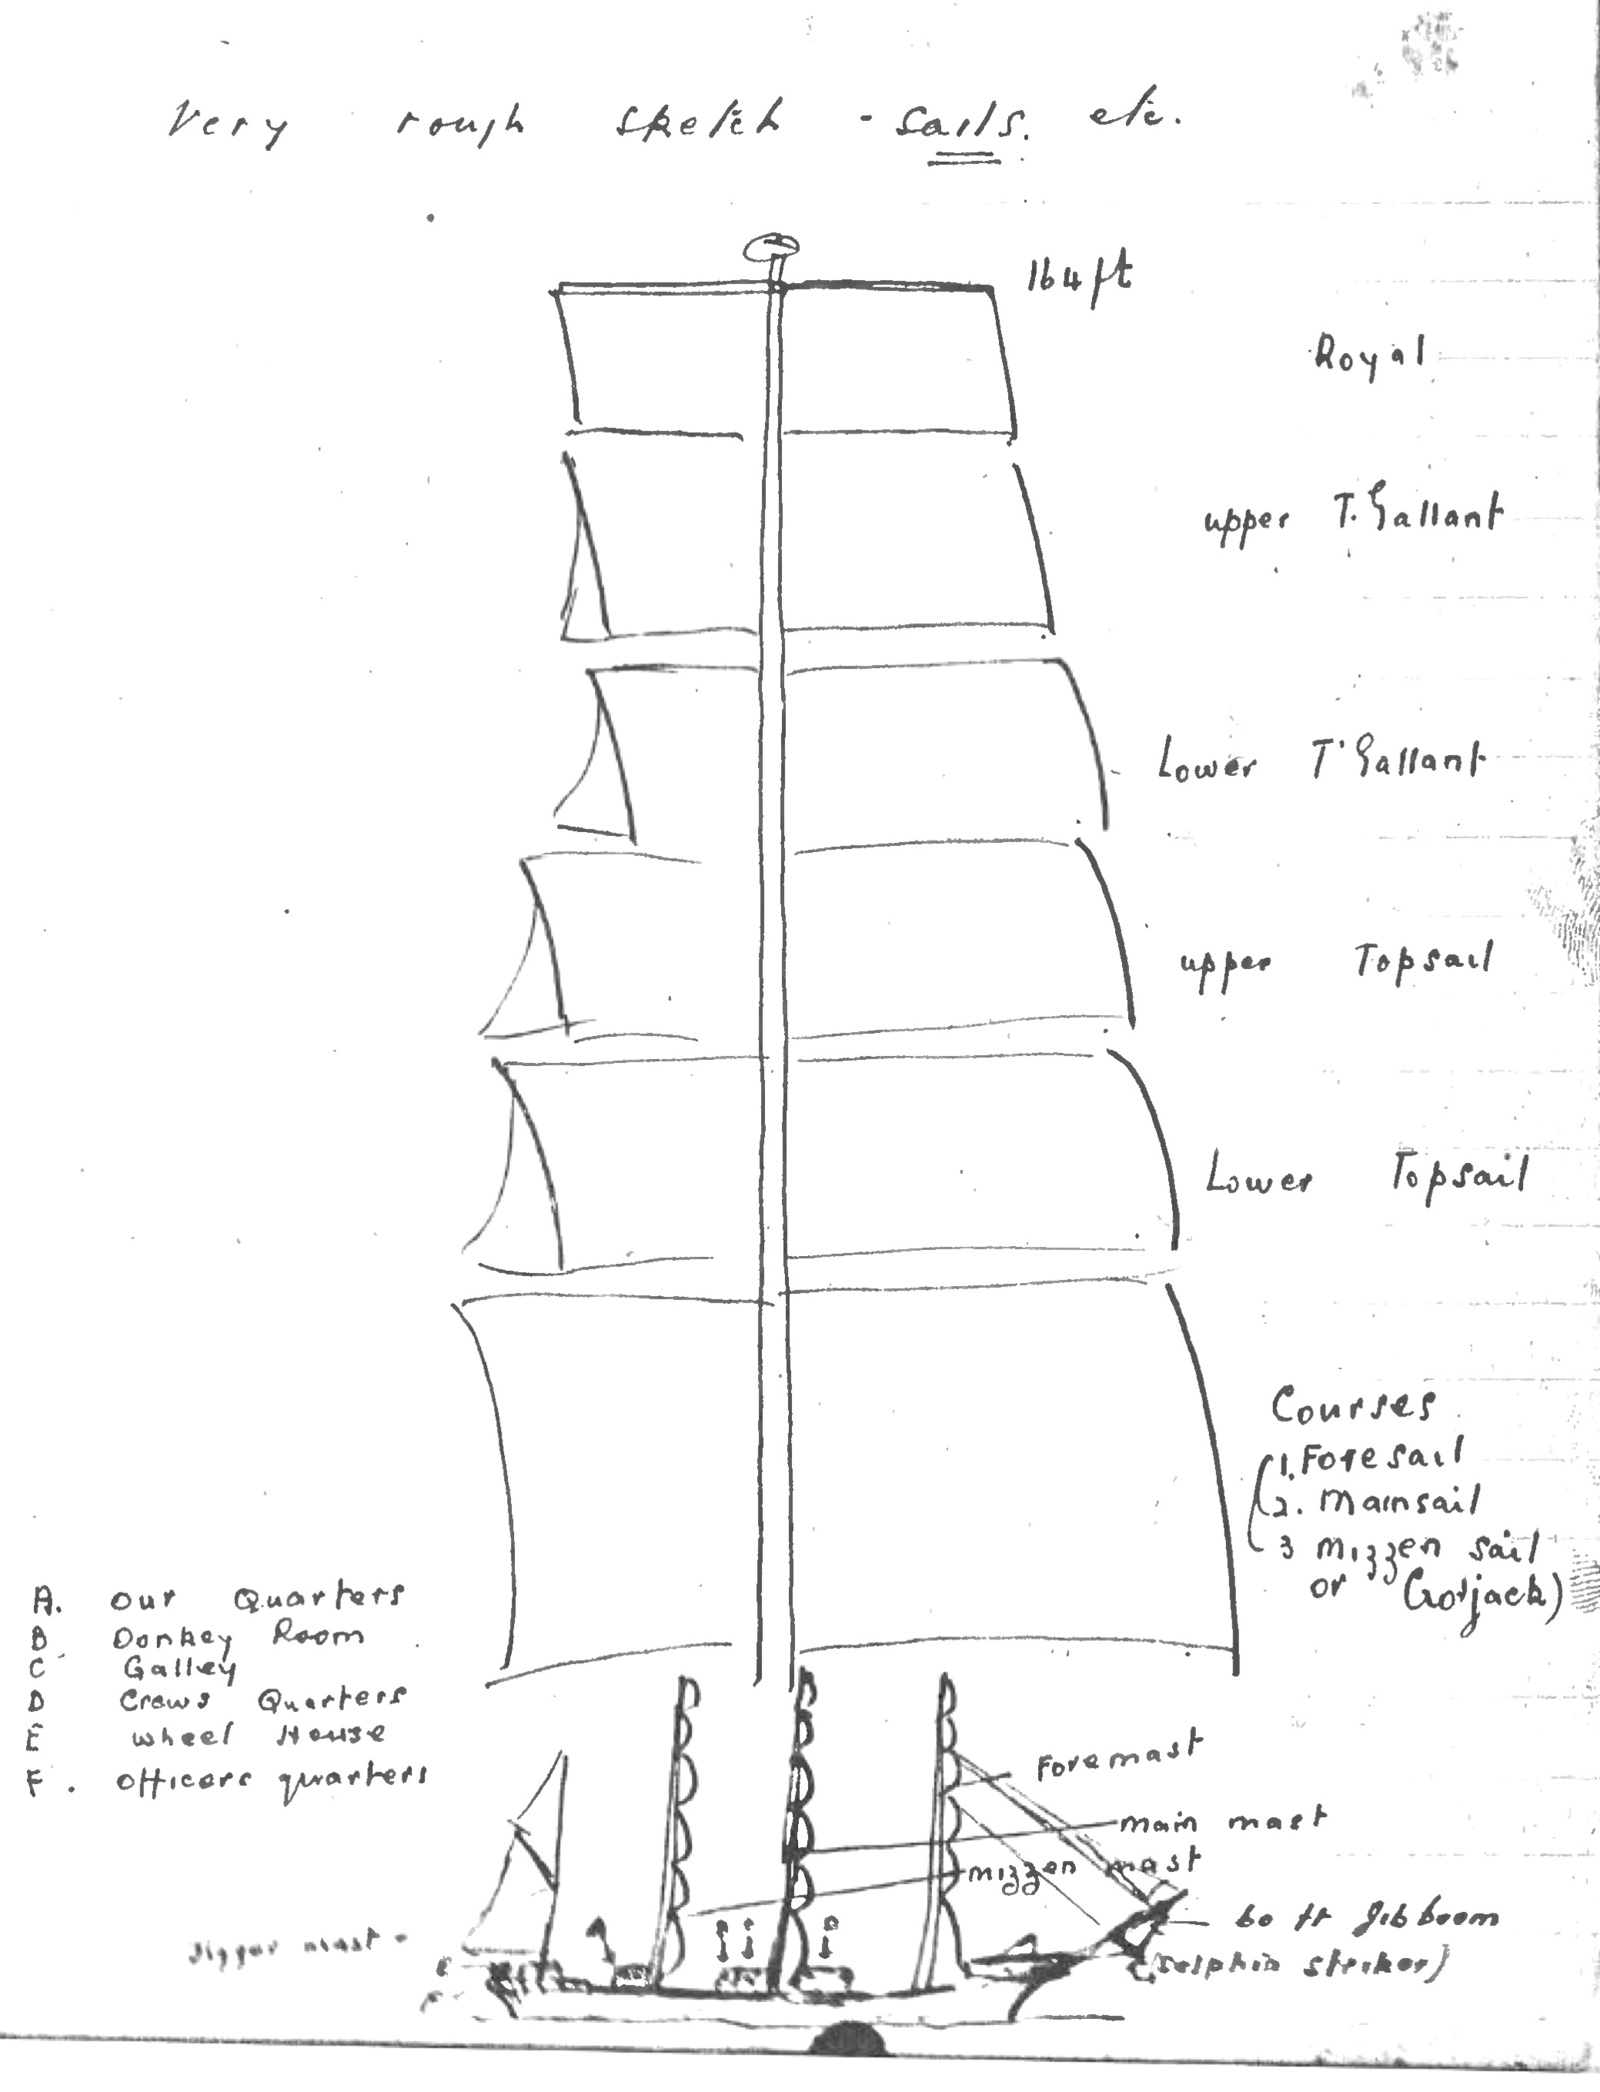 Very rough sketch - sails. etc.
164 ft
Royal
upper T. Gallant
Lower T'Gallant
upper Topsail
Lower Topsail
Courses
(1. Foresail
2. Mainsail
3 Mizzen sail
or Crojack)
A. Our Quarters
B Donkey Room
C Galley
D Crews Quarters
E Wheel House
F. Officers quarters
Foremast
main mast
mizzen mast
60 ft Jib boom
(Dolphin striker)
Jigger mast
E
F